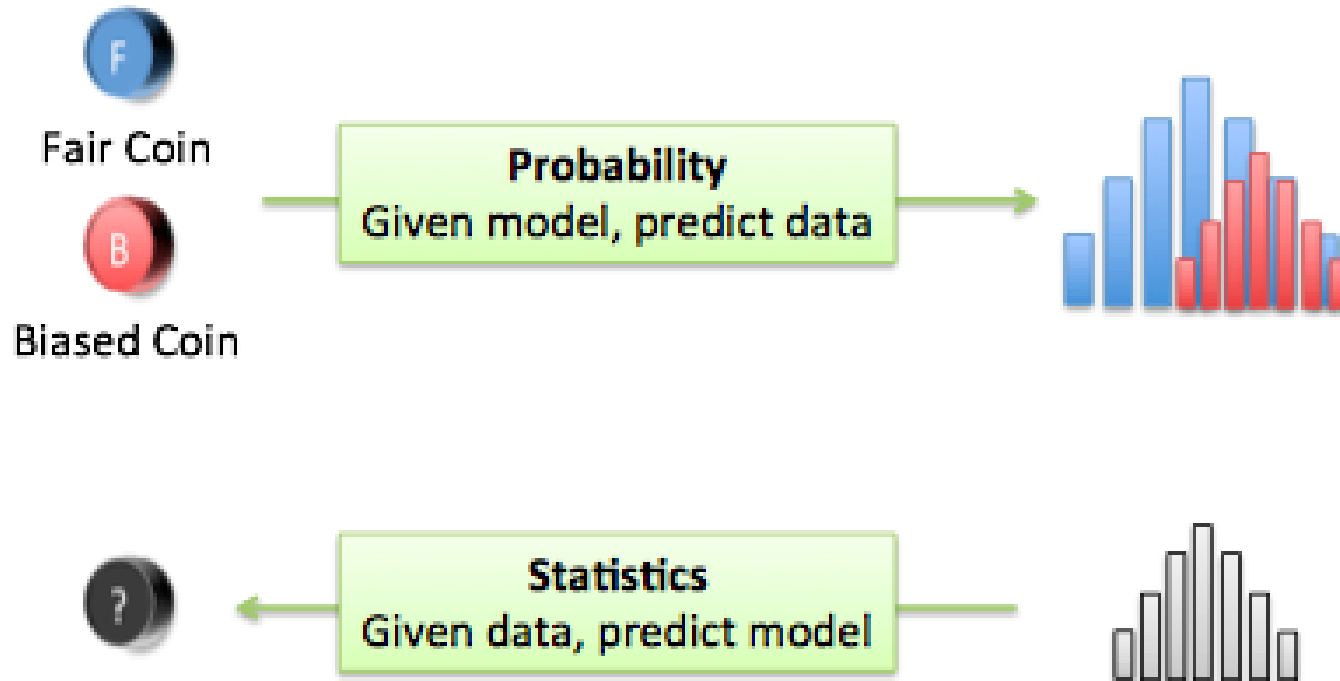 F
Fair Coin
B
Biased Coin
Probability
Given model, predict data
?
Statistics
Given data, predict model